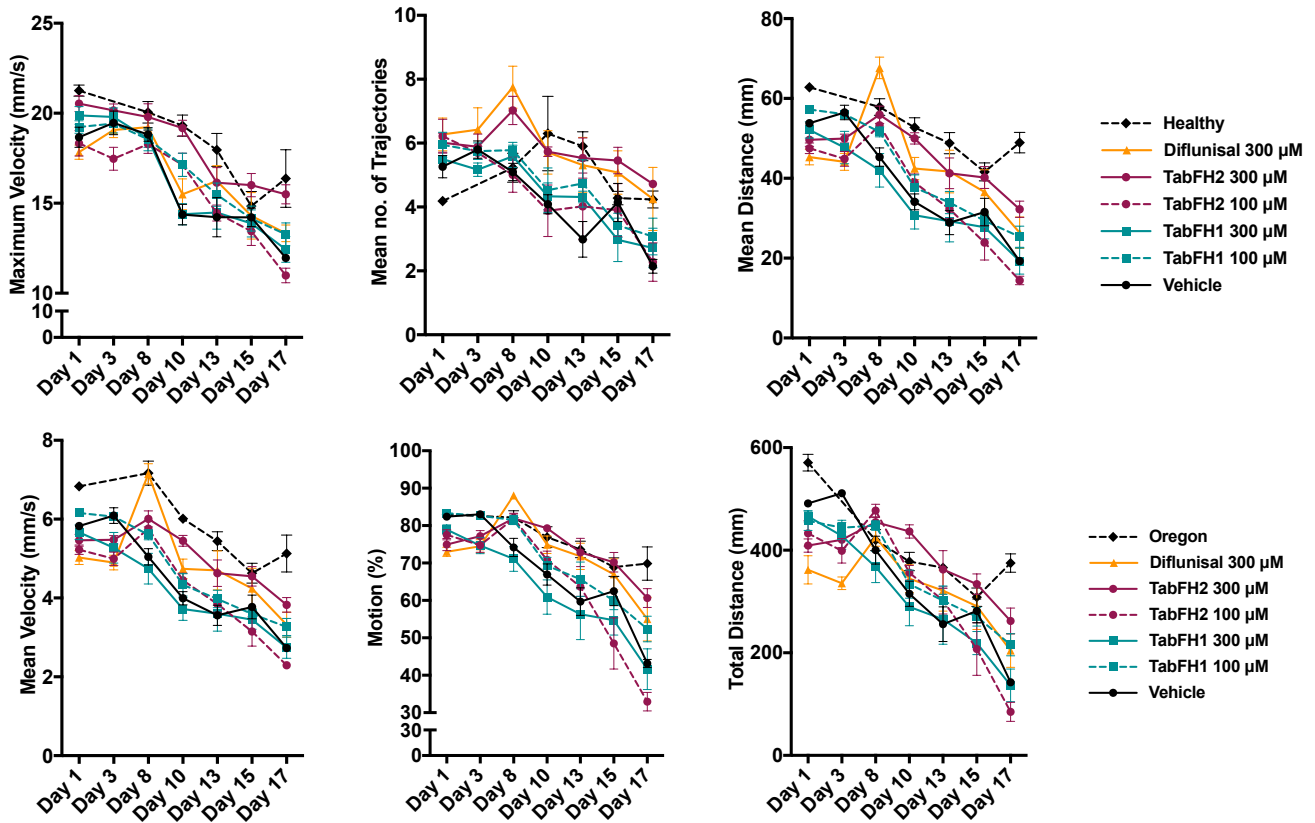 Maximum Velocity (mm/s)
25
20
15
10
10
0
Day 1
Day 3
Day 8
Day 10
Day 13
Day 15
Day 17
Mean no. of Trajectories
10
8
6
4
2
0
Day 1
Day 3
Day 8
Day 10
Day 13
Day 15
Day 17
Mean Distance (mm)
80
60
40
20
0
Day 1
Day 3
Day 8
Day 10
Day 13
Day 15
Day 17
Healthy
Diflunisal 300 µM
TabFH2 300 µM
TabFH2 100 µM
TabFH1 300 µM
TabFH1 100 µM
Vehicle
Mean Velocity (mm/s)
8
6
4
2
0
Day 1
Day 3
Day 8
Day 10
Day 13
Day 15
Day 17
Motion (%)
100
90
80
70
60
50
40
30
30
0
Day 1
Day 3
Day 8
Day 10
Day 13
Day 15
Day 17
Total Distance (mm)
600
400
200
0
Day 1
Day 3
Day 8
Day 10
Day 13
Day 15
Day 17
Oregon
Diflunisal 300 µM
TabFH2 300 µM
TabFH2 100 µM
TabFH1 300 µM
TabFH1 100 µM
Vehicle